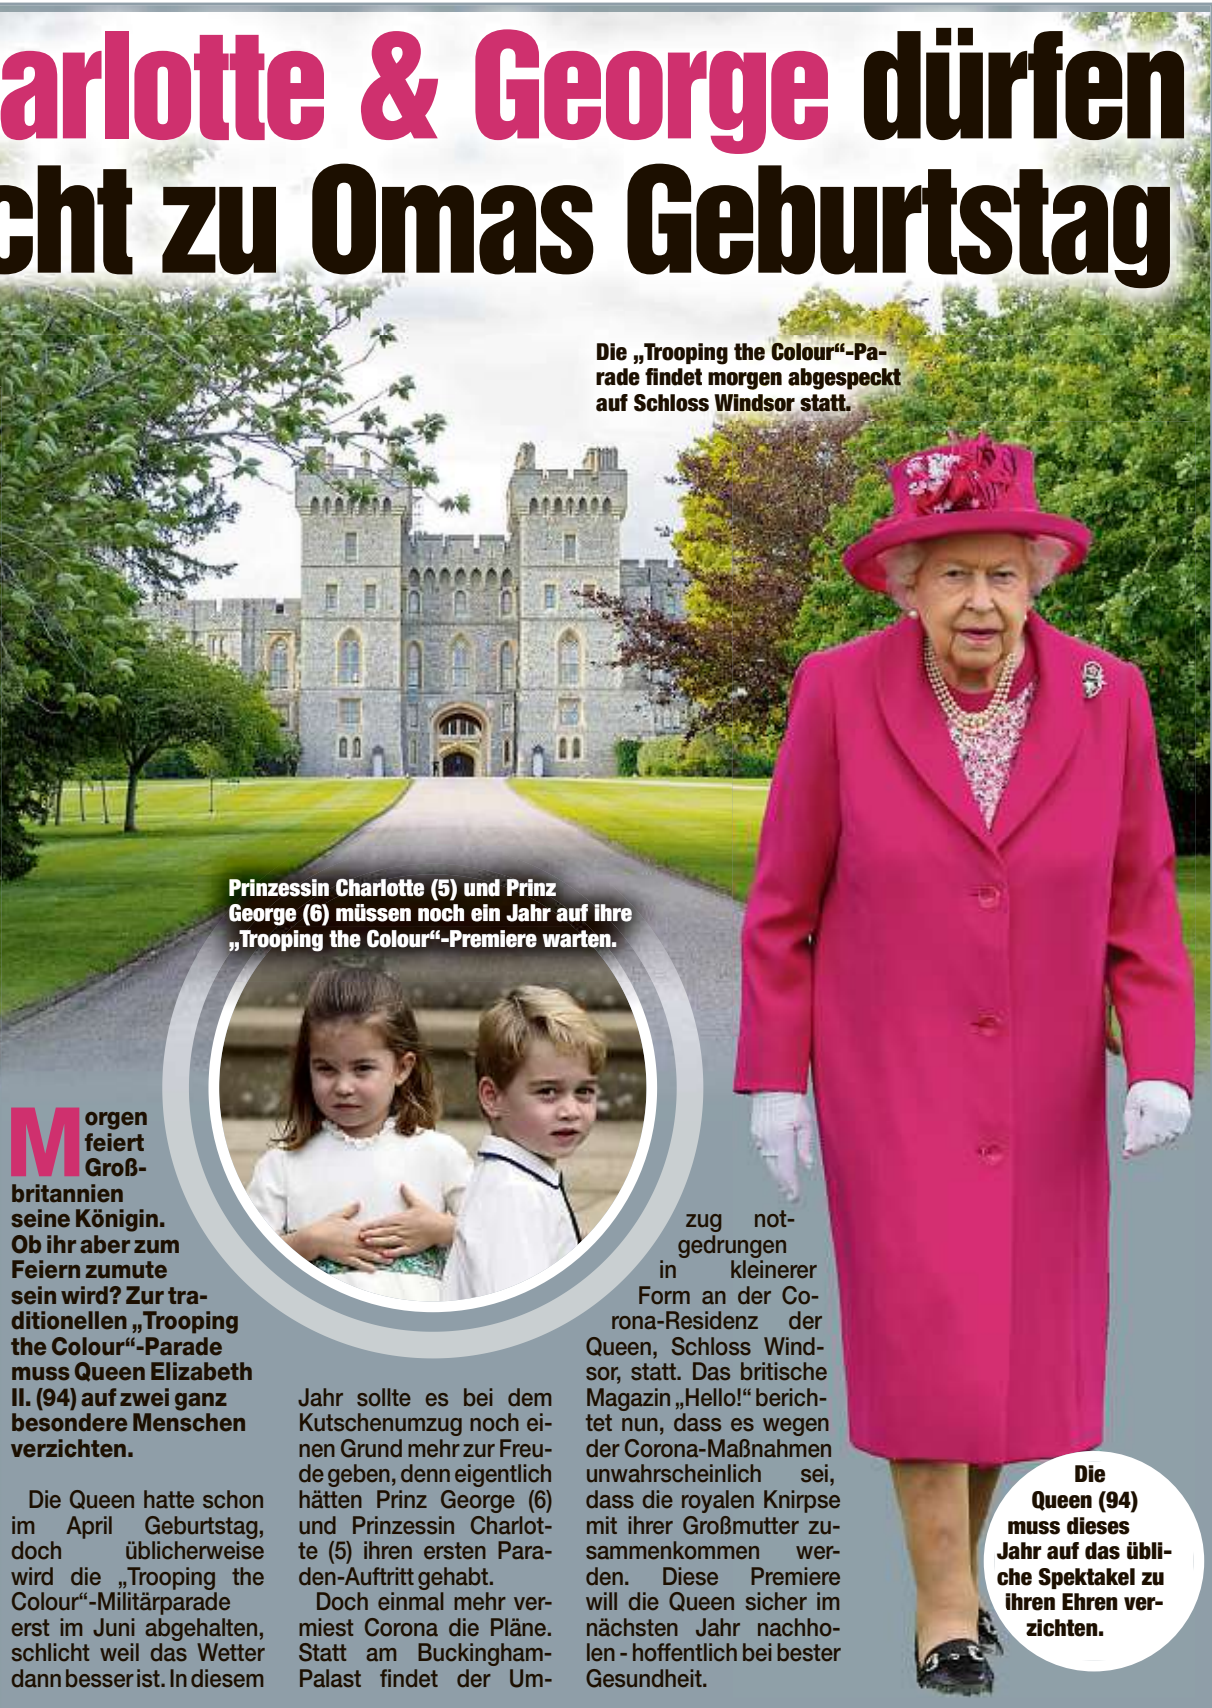 arlotte & George dürfen
cht zu Omas Geburtstag
Die „Trooping the Colour“-Pa-
rade findet morgen abgespeckt
auf Schloss Windsor statt.
Prinzessin Charlotte (5) und Prinz
George (6) müssen noch ein Jahr auf ihre
„Trooping the Colour“-Premiere warten.
Morgen
feiert
Groß-
britannien
seine Königin.
Ob ihr aber zum
Feiern zumute
sein wird? Zur tra-
ditionellen „Trooping
the Colour“-Parade
muss Queen Elizabeth
II. (94) auf zwei ganz
besondere Menschen
verzichten.
Die Queen hatte schon
im April Geburtstag,
doch üblicherweise
wird die „Trooping the
Colour“-Militärparade
erst im Juni abgehalten,
schlicht weil das Wetter
dann besser ist. In diesem
Jahr sollte es bei dem
Kutschenumzug noch ei-
nen Grund mehr zur Freu-
de geben, denn eigentlich
hätten Prinz George (6)
und Prinzessin Charlot-
te (5) ihren ersten Para-
den-Auftritt gehabt.
Doch einmal mehr ver-
miest Corona die Pläne.
Statt am Buckingham-
Palast findet der Um-
zug not-
gedrungen
in kleinerer
Form an der Co-
rona-Residenz der
Queen, Schloss Wind-
sor, statt. Das britische
Magazin „Hello!“ berich-
tet nun, dass es wegen
der Corona-Maßnahmen
unwahrscheinlich sei,
dass die royalen Knirpse
mit ihrer Großmutter zu-
sammenkommen wer-
den. Diese Premiere
will die Queen sicher im
nächsten Jahr nachho-
len - hoffentlich bei bester
Gesundheit.
Die
Queen (94)
muss dieses
Jahr auf das übli-
che Spektakel zu
ihren Ehren ver-
zichten.